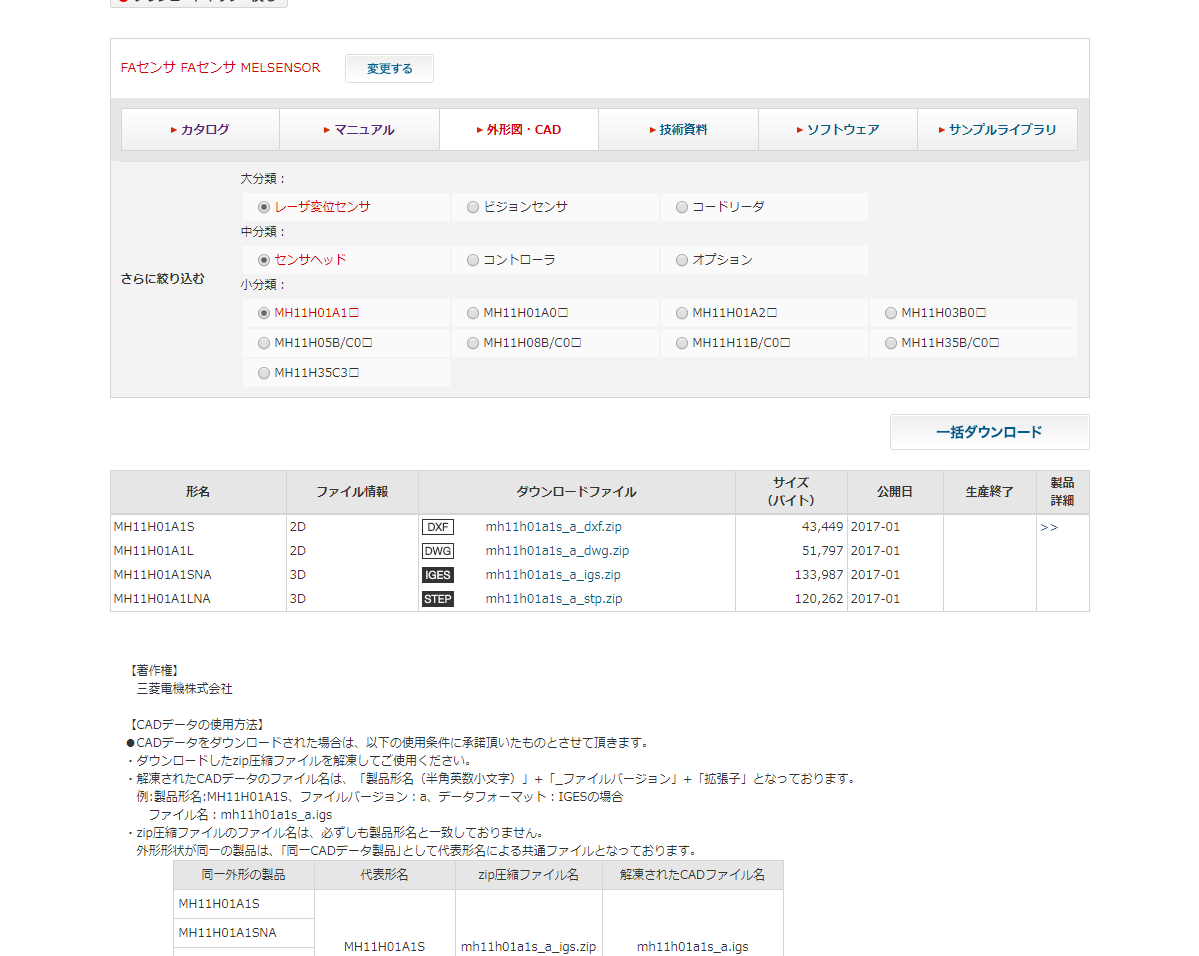 FAセンサ FAセンサ MELSENSOR 変更する
カタログ マニュアル 外形図・CAD 技術資料 ソフトウェア サンプルライブラリ
さらに絞り込む
大分類：
レーザ変位センサ ビジョンセンサ コードリーダ
中分類：
センサヘッド コントローラ オプション
小分類：
MH11H01A1□ MH11H01A0□ MH11H01A2□ MH11H03B0□
MH11H05B/C0□ MH11H08B/C0□ MH11H11B/C0□ MH11H35B/C0□
MH11H35C3□
一括ダウンロード
形名 ファイル情報 ダウンロードファイル サイズ（バイト） 公開日 生産終了 製品詳細
MH11H01A1S 2D DXF mh11h01a1s_a_dxf.zip 43,449 2017-01 >>
MH11H01A1L 2D DWG mh11h01a1s_a_dwg.zip 51,797 2017-01
MH11H01A1SNA 3D IGES mh11h01a1s_a_igs.zip 133,987 2017-01
MH11H01A1LNA 3D STEP mh11h01a1s_a_stp.zip 120,262 2017-01
【著作権】
三菱電機株式会社
【CADデータの使用方法】
●CADデータをダウンロードされた場合は、以下の使用条件に承諾頂いたものとさせて頂きます。
・ダウンロードしたzip圧縮ファイルを解凍してご使用ください。
・解凍されたCADデータのファイル名は、「製品形名（半角英数小文字）」+「_ファイルバージョン」+「拡張子」となっております。
例:製品形名:MH11H01A1S、ファイルバージョン：a、データフォーマット：IGESの場合
ファイル名：mh11h01a1s_a.igs
・zip圧縮ファイルのファイル名は、必ずしも製品形名と一致しておりません。
外形形状が同一の製品は、「同一CADデータ製品」として代表形名による共通ファイルとなっております。
同一外形の製品 代表形名 zip圧縮ファイル名 解凍されたCADファイル名
MH11H01A1S
MH11H01A1SNA
MH11H01A1S mh11h01a1s_a_igs.zip mh11h01a1s_a.igs